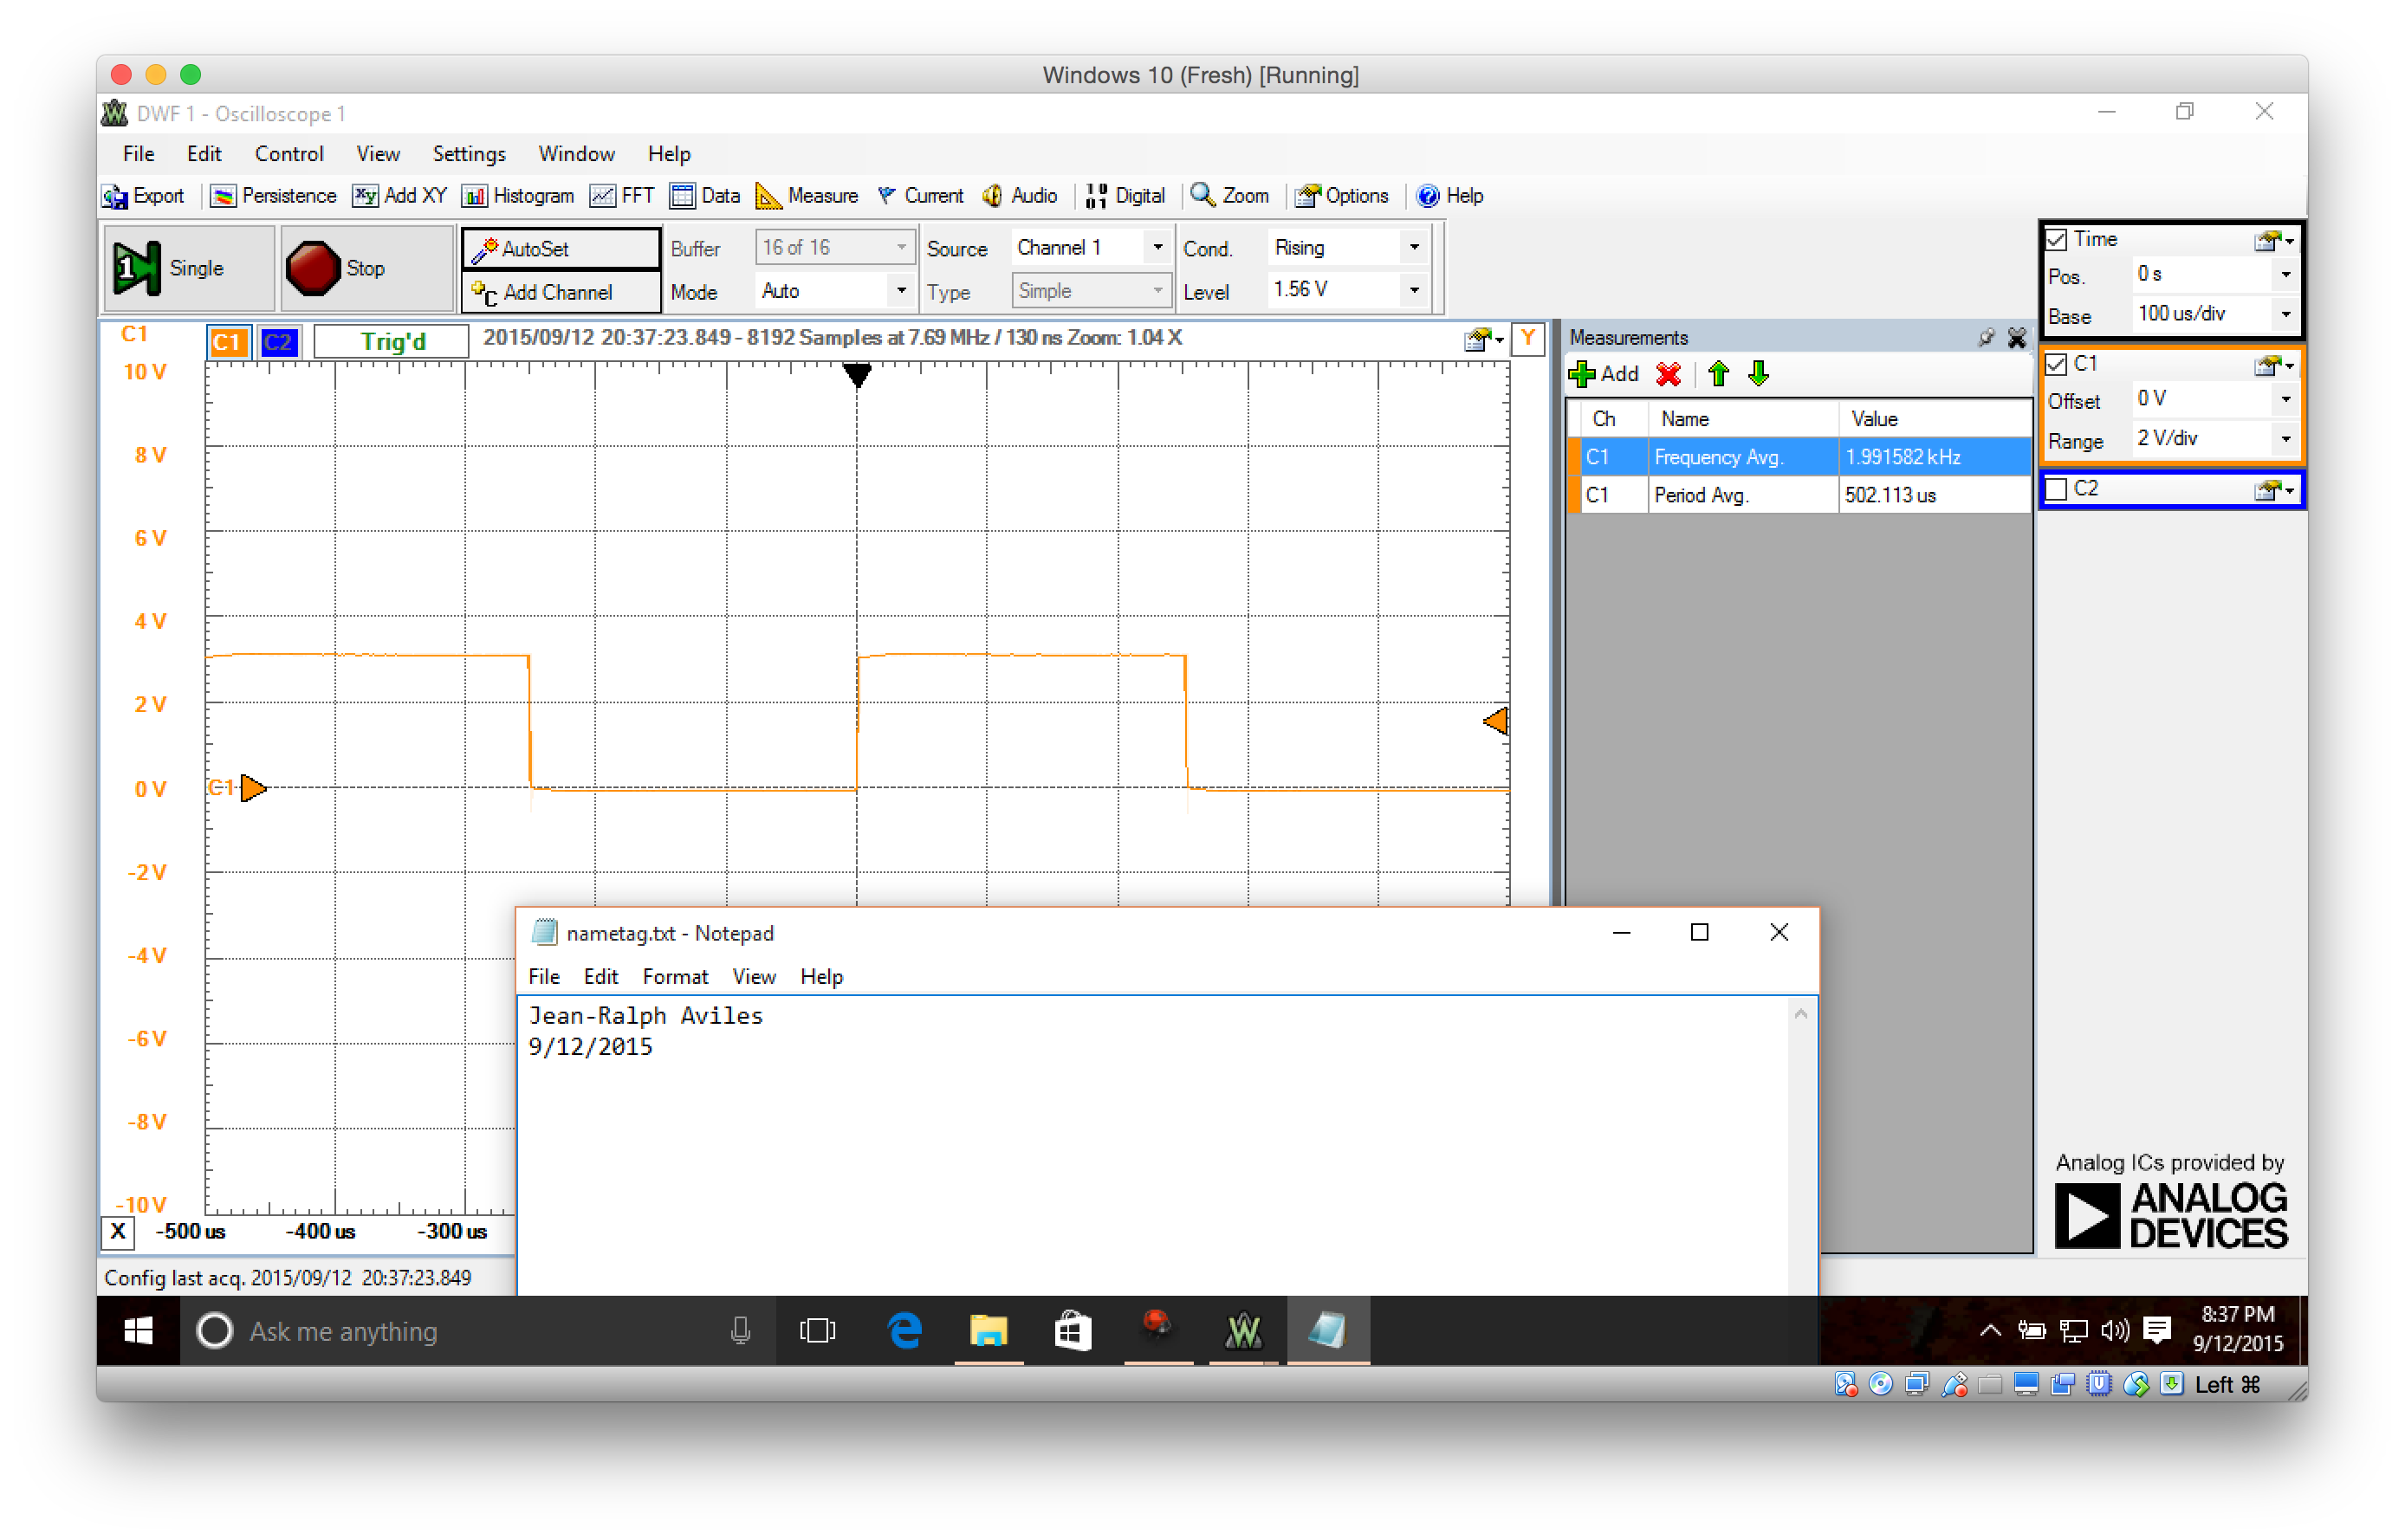 Windows 10 (Fresh) [Running]
DWF 1 - Oscilloscope 1
File Edit Control View Settings Window Help
Export Persistence Add XY Histogram FFT Data Measure Current Audio Digital Zoom Options Help
Single Stop AutoSet Buffer 16 of 16 Source Channel 1 Cond. Rising
Add Channel Mode Auto Type Simple Level 1.56 V
Time
Pos. 0 s
Base 100 us/div
C1
Offset 0 V
Range 2 V/div
C2
C1 C1 C2 Trig'd 2015/09/12 20:37:23.849 - 8192 Samples at 7.69 MHz / 130 ns Zoom: 1.04 X Y
10 V
8 V
6 V
4 V
2 V
0 V C1
-2 V
-4 V
-6 V
-8 V
-10 V
X -500 us -400 us -300 us
Measurements
Add
Ch Name Value
C1 Frequency Avg. 1.991582 kHz
C1 Period Avg. 502.113 us
nametag.txt - Notepad
File Edit Format View Help
Jean-Ralph Aviles
9/12/2015
Analog ICs provided by
ANALOG
DEVICES
Config last acq. 2015/09/12 20:37:23.849
Ask me anything
8:37 PM
9/12/2015
Left ⌘